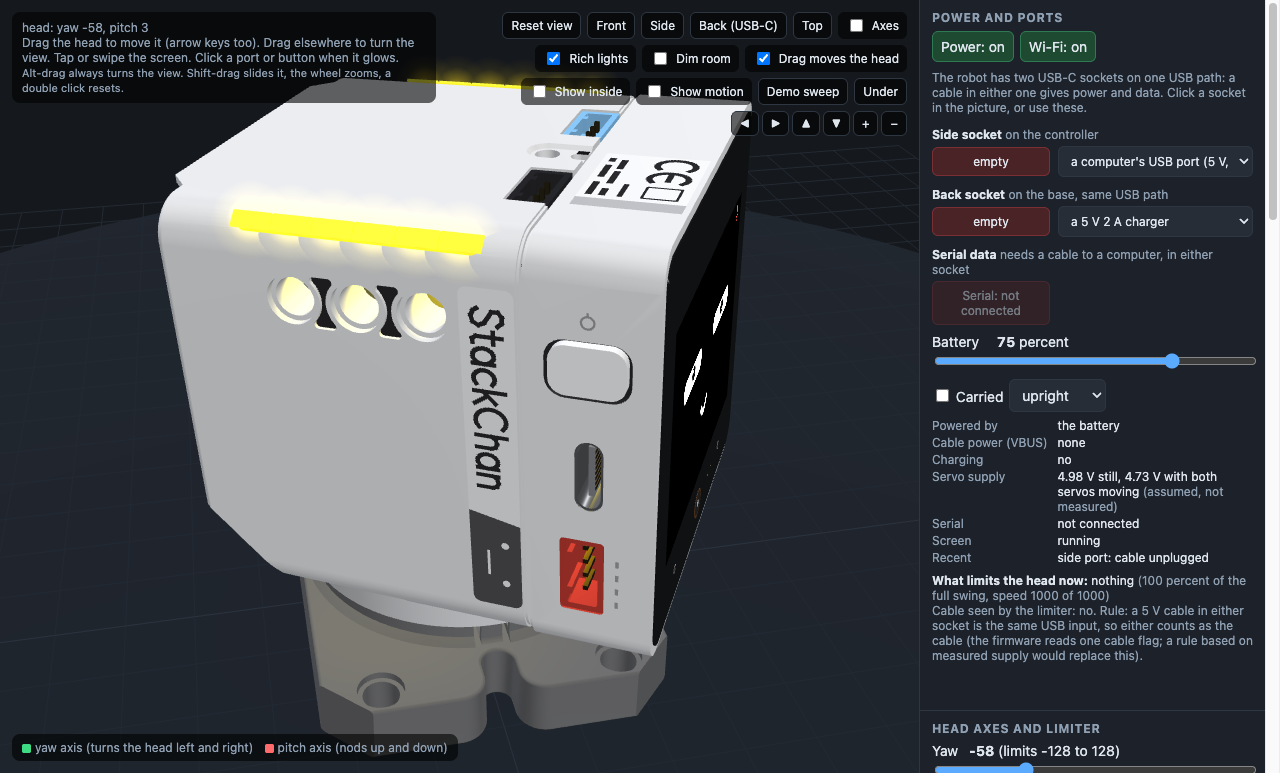 head: yaw -58, pitch 3
Drag the head to move it (arrow keys too). Drag elsewhere to turn the
view. Tap or swipe the screen. Click a port or button when it glows.
Alt-drag always turns the view. Shift-drag slides it, the wheel zooms, a
double click resets.
Reset view Front Side Back (USB-C) Top Axes
Rich lights Dim room Drag moves the head
Show inside Show motion Demo sweep Under
◄ ► ▲ ▼ + −
CE
StackChan
yaw axis (turns the head left and right) pitch axis (nods up and down)
POWER AND PORTS
Power: on Wi-Fi: on
The robot has two USB-C sockets on one USB path: a
cable in either one gives power and data. Click a socket
in the picture, or use these.
Side socket on the controller
empty a computer's USB port (5 V,
Back socket on the base, same USB path
empty a 5 V 2 A charger
Serial data needs a cable to a computer, in either
socket
Serial: not
connected
Battery 75 percent
Carried upright
Powered by the battery
Cable power (VBUS) none
Charging no
Servo supply 4.98 V still, 4.73 V with both
servos moving (assumed, not
measured)
Serial not connected
Screen running
Recent side port: cable unplugged
What limits the head now: nothing (100 percent of the
full swing, speed 1000 of 1000)
Cable seen by the limiter: no. Rule: a 5 V cable in either
socket is the same USB input, so either counts as the
cable (the firmware reads one cable flag; a rule based on
measured supply would replace this).
HEAD AXES AND LIMITER
Yaw -58 (limits -128 to 128)